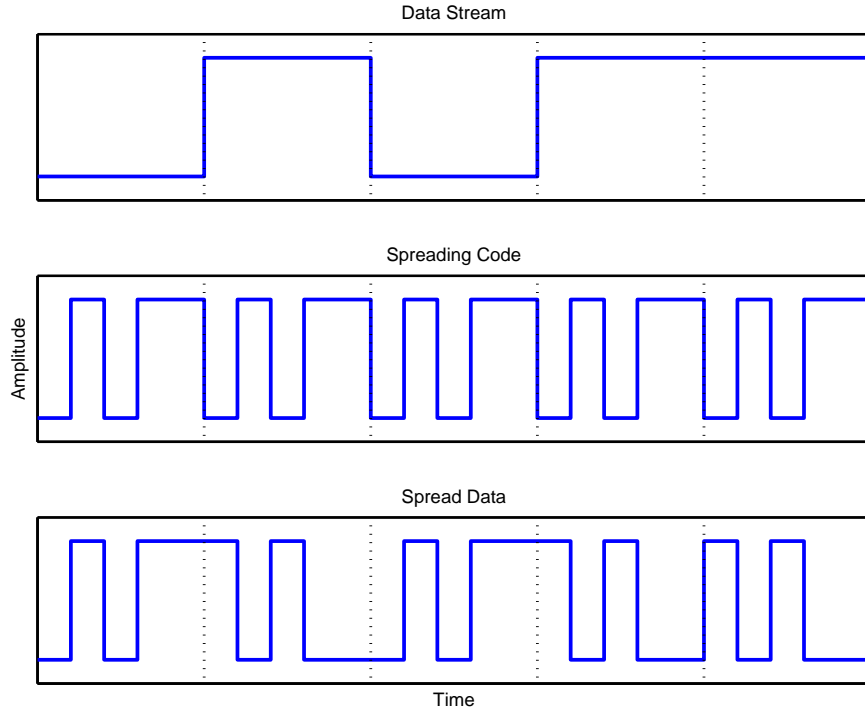 Data Stream
Spreading Code
Amplitude
Spread Data
Time